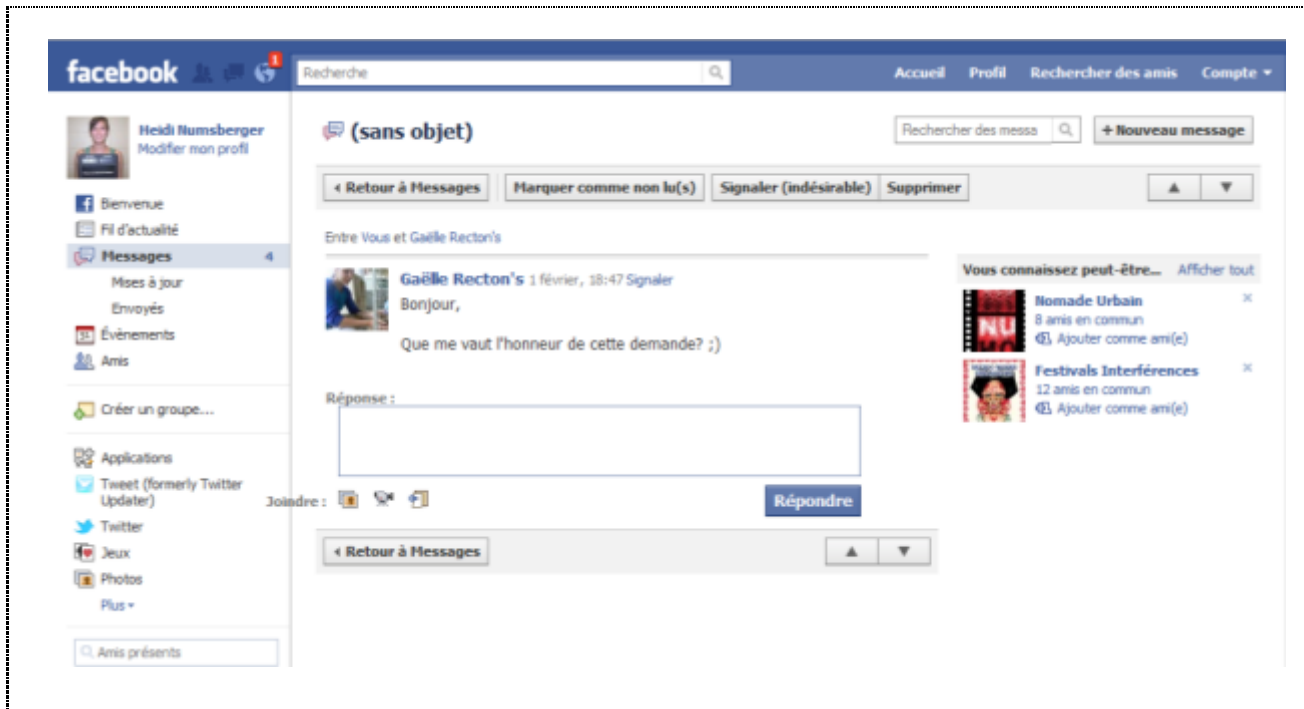 facebook
1
Recherche
Accueil Profil Rechercher des amis Compte
Heidi Numsberger
Modifier mon profil
Bienvenue
Fil d'actualité
Messages 4
Mises à jour
Envoyés
31
Évènements
Amis
Créer un groupe...
Applications
Tweet (formerly Twitter
Updater)
Twitter
Jeux
Photos
Plus
Amis présents
(sans objet)
Rechercher des messa
+ Nouveau message
Retour à Messages
Marquer comme non lu(s)
Signaler (indésirable)
Supprimer
Entre Vous et Gaëlle Recton's
Gaëlle Recton's 1 février, 18:47 Signaler
Bonjour,
Que me vaut l'honneur de cette demande? ;)
Réponse :
Joindre :
Répondre
Retour à Messages
Vous connaissez peut-être... Afficher tout
NU
Nomade Urbain
8 amis en commun
Ajouter comme ami(e)
Festivals Interférences
12 amis en commun
Ajouter comme ami(e)